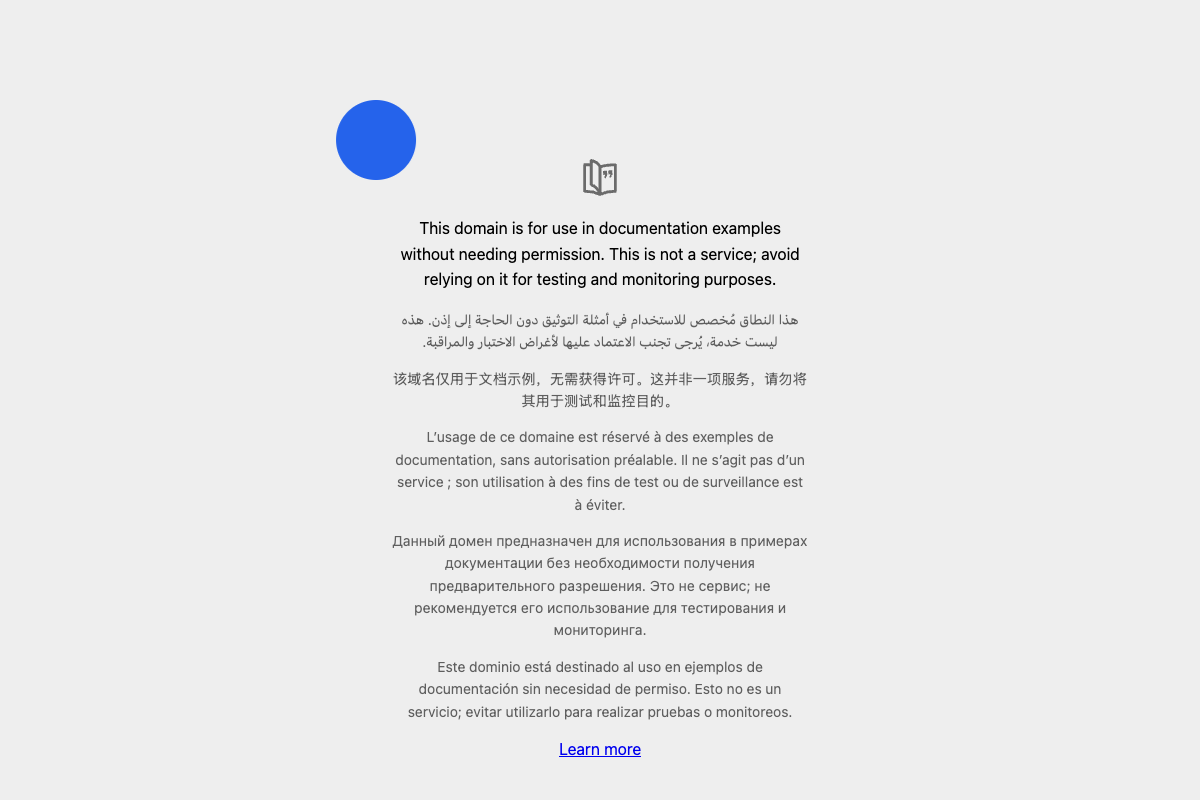 This domain is for use in documentation examples
without needing permission. This is not a service; avoid
relying on it for testing and monitoring purposes.
هذا النطاق مُخصص للاستخدام في أمثلة التوثيق دون الحاجة إلى إذن. هذه
ليست خدمة، يُرجى تجنب الاعتماد عليها لأغراض الاختبار والمراقبة.
该域名仅用于文档示例，无需获得许可。这并非一项服务，请勿将
其用于测试和监控目的。
L’usage de ce domaine est réservé à des exemples de
documentation, sans autorisation préalable. Il ne s’agit pas d’un
service ; son utilisation à des fins de test ou de surveillance est
à éviter.
Данный домен предназначен для использования в примерах
документации без необходимости получения
предварительного разрешения. Это не сервис; не
рекомендуется его использование для тестирования и
мониторинга.
Este dominio está destinado al uso en ejemplos de
documentación sin necesidad de permiso. Esto no es un
servicio; evitar utilizarlo para realizar pruebas o monitoreos.
Learn more